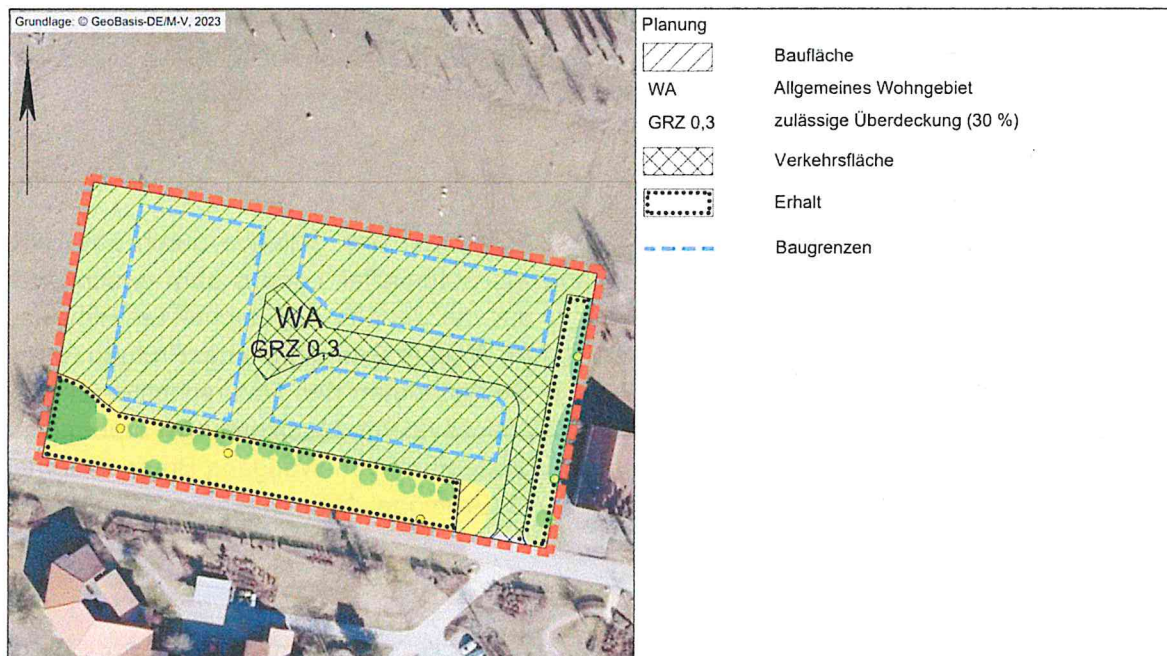 Grundlage: © GeoBasis-DE/M-V, 2023
WA
GRZ 0,3
Planung
Baufläche
WA Allgemeines Wohngebiet
GRZ 0,3 zulässige Überdeckung (30 %)
Verkehrsfläche
Erhalt
Baugrenzen